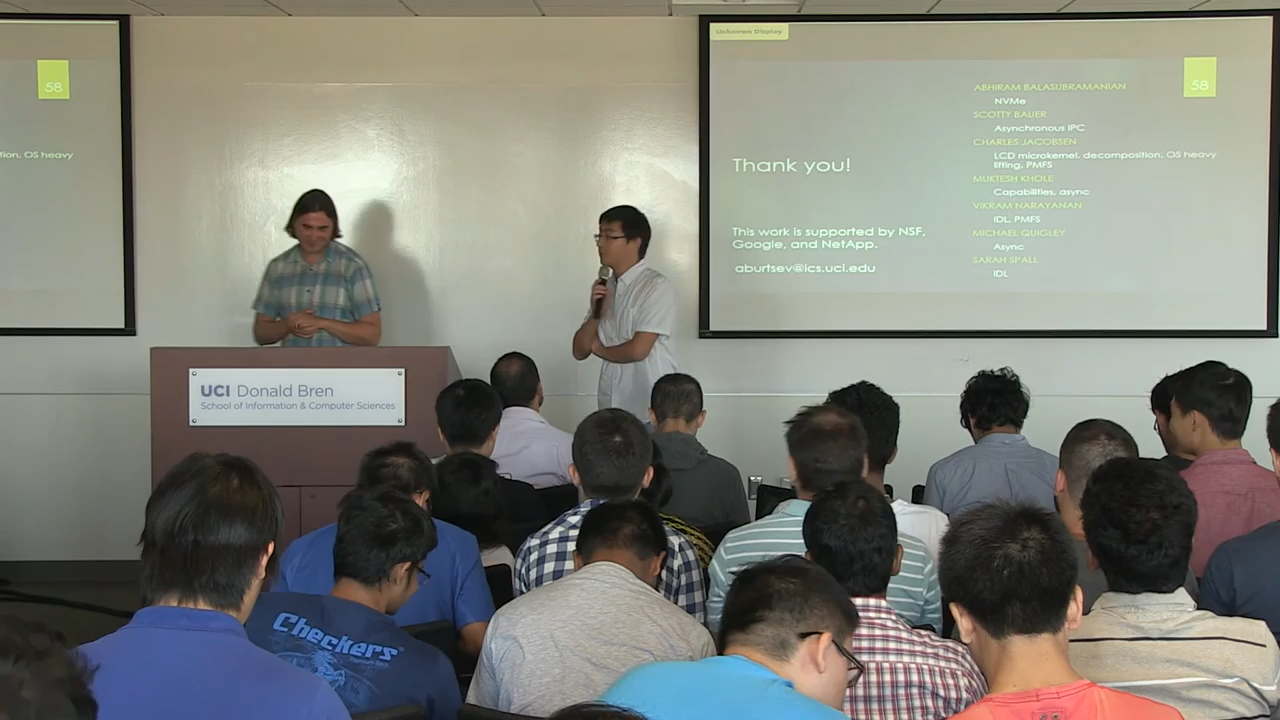 58
tion, OS heavy
Unknown Display
58
Thank you!
This work is supported by NSF,
Google, and NetApp.
aburtsev@ics.uci.edu
ABHIRAM BALASUBRAMANIAN
NVMe
SCOTTY BAUER
Asynchronous IPC
CHARLES JACOBSEN
LCD microkernel, decomposition, OS heavy
lifting, PMFS
MUKTESH KHOLE
Capabilities, async
VIKRAM NARAYANAN
IDL, PMFS
MICHAEL QUIGLEY
Async
SARAH SPALL
IDL
UCI Donald Bren
School of Information & Computer Sciences
Checkers